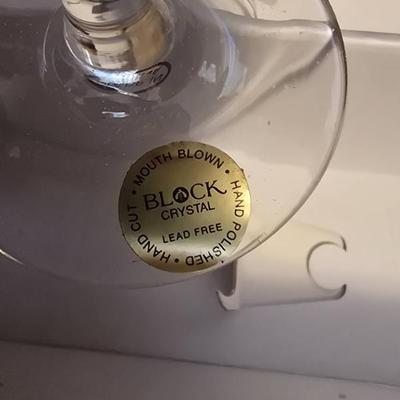 MOUTH BLOWN • HAND POLISHED • HAND CUT •
BLOCK
CRYSTAL
LEAD FREE